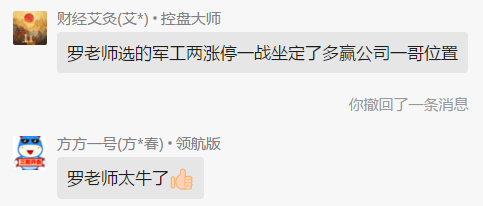 财经艾灸(艾*) • 控盘大师
罗老师选的军工两涨停一战坐定了多赢公司一哥位置
你撤回了一条消息
方方一号(方*春) • 领航版
罗老师太牛了👍